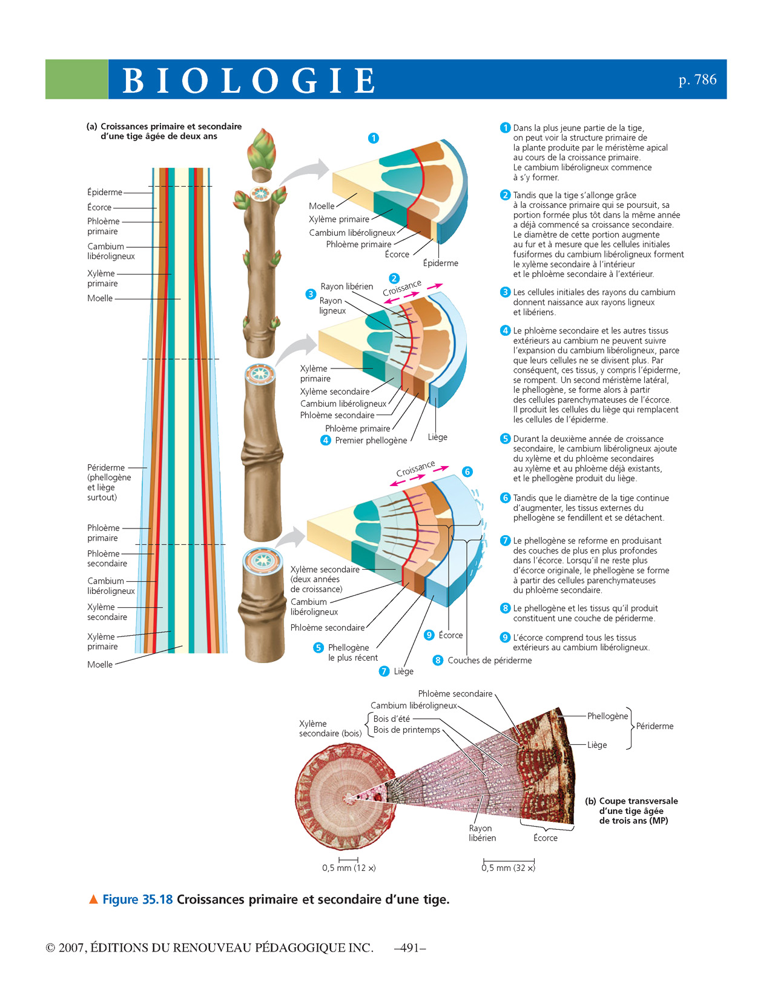 BIOLOGIE
p. 786
(a) Croissances primaire et secondaire
d’une tige âgée de deux ans
Épiderme
Écorce
Phloème
primaire
Cambium
libéroligneux
Xylème
primaire
Moelle
Périderme
(phellogène
et liège
surtout)
Phloème
primaire
Phloème
secondaire
Cambium
libéroligneux
Xylème
secondaire
Xylème
primaire
Moelle
1
Moelle
Xylème primaire
Cambium libéroligneux
Phloème primaire
Écorce
Épiderme
2
Croissance
3
Rayon libérien
Rayon
ligneux
Xylème
primaire
Xylème secondaire
Cambium libéroligneux
Phloème secondaire
Phloème primaire
4 Premier phellogène
Liège
Croissance
6
Xylème secondaire
(deux années
de croissance)
Cambium
libéroligneux
Phloème secondaire
5 Phellogène
le plus récent
7 Liège
9 Écorce
8 Couches de périderme
1 Dans la plus jeune partie de la tige,
on peut voir la structure primaire de
la plante produite par le méristème apical
au cours de la croissance primaire.
Le cambium libéroligneux commence
à s’y former.
2 Tandis que la tige s’allonge grâce
à la croissance primaire qui se poursuit, sa
portion formée plus tôt dans la même année
a déjà commencé sa croissance secondaire.
Le diamètre de cette portion augmente
au fur et à mesure que les cellules initiales
fusiformes du cambium libéroligneux forment
le xylème secondaire à l’intérieur
et le phloème secondaire à l’extérieur.
3 Les cellules initiales des rayons du cambium
donnent naissance aux rayons ligneux
et libériens.
4 Le phloème secondaire et les autres tissus
extérieurs au cambium ne peuvent suivre
l’expansion du cambium libéroligneux, parce
que leurs cellules ne se divisent plus. Par
conséquent, ces tissus, y compris l’épiderme,
se rompent. Un second méristème latéral,
le phellogène, se forme alors à partir
des cellules parenchymateuses de l’écorce.
Il produit les cellules du liège qui remplacent
les cellules de l’épiderme.
5 Durant la deuxième année de croissance
secondaire, le cambium libéroligneux ajoute
du xylème et du phloème secondaires
au xylème et au phloème déjà existants,
et le phellogène produit du liège.
6 Tandis que le diamètre de la tige continue
d’augmenter, les tissus externes du
phellogène se fendillent et se détachent.
7 Le phellogène se reforme en produisant
des couches de plus en plus profondes
dans l’écorce. Lorsqu’il ne reste plus
d’écorce originale, le phellogène se forme
à partir des cellules parenchymateuses
du phloème secondaire.
8 Le phellogène et les tissus qu’il produit
constituent une couche de périderme.
9 L’écorce comprend tous les tissus
extérieurs au cambium libéroligneux.
Phloème secondaire
Cambium libéroligneux
Xylème
secondaire (bois)
Bois d’été
Bois de printemps
Phellogène
Périderme
Liège
Rayon
libérien
Écorce
(b) Coupe transversale
d’une tige âgée
de trois ans (MP)
0,5 mm (12 ×)
0,5 mm (32 ×)
Figure 35.18 Croissances primaire et secondaire d’une tige.
© 2007, ÉDITIONS DU RENOUVEAU PÉDAGOGIQUE INC. –491–